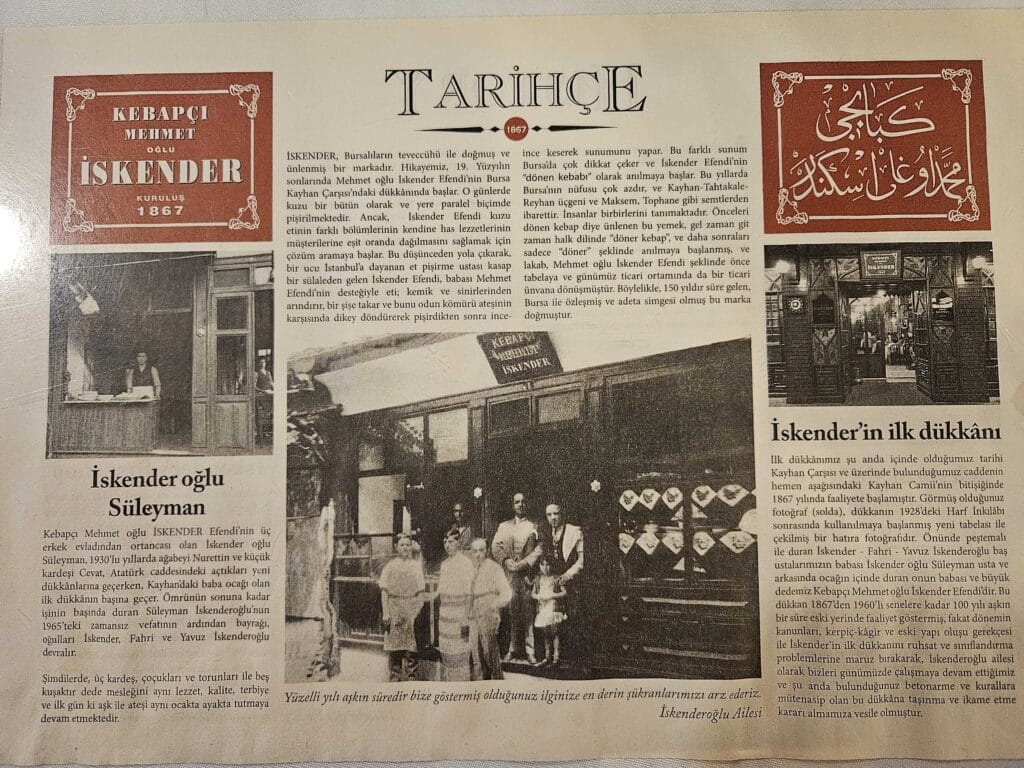 KEBAPÇI
MEHMET
OĞLU
İSKENDER
KURULUŞ
1867
TARİHÇE
1867
كبابجى
محمد اوغلى اسكندر
İSKENDER, Bursalıların teveccühü ile doğmuş ve
ünlenmiş bir markadır. Hikayemiz, 19. Yüzyılın
sonlarında Mehmet oğlu İskender Efendi'nin Bursa
Kayhan Çarşısı'ndaki dükkânında başlar. O günlerde
kuzu bir bütün olarak ve yere paralel biçimde
pişirilmektedir. Ancak, İskender Efendi kuzu
etinin farklı bölümlerinin kendine has lezzetlerinin
müşterilerine eşit oranda dağılmasını sağlamak için
çözüm aramaya başlar. Bu düşünceden yola çıkarak,
bir ucu İstanbul'a dayanan et pişirme ustası kasap
bir sülaleden gelen İskender Efendi, babası Mehmet
Efendi'nin desteğiyle eti; kemik ve sinirlerinden
arındırır, bir şişe takar ve bunu odun kömürü ateşinin
karşısında dikey döndürerek pişirdikten sonra ince-
ince keserek sunumunu yapar. Bu farklı sunum
Bursa'da çok dikkat çeker ve İskender Efendi'nin
"dönen kebabı" olarak anılmaya başlar. Bu yıllarda
Bursa'nın nüfusu çok azdır, ve Kayhan-Tahtakale-
Reyhan üçgeni ve Maksem, Tophane gibi semtlerden
ibarettir. İnsanlar birbirlerini tanımaktadır. Önceleri
dönen kebap diye ünlenen bu yemek, gel zaman git
zaman halk dilinde "döner kebap", ve daha sonraları
sadece "döner" şeklinde anılmaya başlanmış, ve
lakab, Mehmet oğlu İskender Efendi şeklinde önce
tabelaya ve günümüz ticari ortamında da bir ticari
ünvana dönüşmüştür. Böylelikle, 150 yıldır süre gelen,
Bursa ile özleşmiş ve adeta simgesi olmuş bu marka
doğmuştur.
KEBAPÇI
MEHMET
İSKENDER
İSKENDER
İskender oğlu
Süleyman
Kebapçı Mehmet oğlu İSKENDER Efendi'nin üç
erkek evladından ortancası olan İskender oğlu
Süleyman, 1930'lu yıllarda ağabeyi Nurettin ve küçük
kardeşi Cevat, Atatürk caddesindeki açtıkları yeni
dükkânlarına geçerken, Kayhan'daki baba ocağı olan
ilk dükkânın başına geçer. Ömrünün sonuna kadar
işinin başında duran Süleyman İskenderoğlu'nun
1965'teki zamansız vefatının ardından bayrağı,
oğulları İskender, Fahri ve Yavuz İskenderoğlu
devralır.
Şimdilerde, üç kardeş, çoçukları ve torunları ile beş
kuşaktır dede mesleğini aynı lezzet, kalite, terbiye
ve ilk gün ki aşk ile ateşi aynı ocakta ayakta tutmaya
devam etmektedir.
Yüzelli yılı aşkın süredir bize göstermiş olduğunuz ilginize en derin şükranlarımızı arz ederiz.
İskenderoğlu Ailesi
İskender'in ilk dükkânı
İlk dükkânımız şu anda içinde olduğumuz tarihi
Kayhan Çarşısı ve üzerinde bulunduğumuz caddenin
hemen aşağısındaki Kayhan Camii'nin bitişiğinde
1867 yılında faaliyete başlamıştır. Görmüş olduğunuz
fotoğraf (solda), dükkanın 1928'deki Harf İnkılâbı
sonrasında kullanılmaya başlanmış yeni tabelası ile
çekilmiş bir hatıra fotoğrafıdır. Önünde peştemalı
ile duran İskender - Fahri - Yavuz İskenderoğlu baş
ustalarımızın babası İskender oğlu Süleyman usta ve
arkasında ocağın içinde duran onun babası ve büyük
dedemiz Kebapçı Mehmet oğlu İskender Efendi'dir. Bu
dükkan 1867'den 1960'lı senelere kadar 100 yılı aşkın
bir süre eski yerinde faaliyet göstermiş, fakat dönemin
kanunları, kerpiç-kâgir ve eski yapı oluşu gerekçesi
ile İskender'in ilk dükkânını ruhsat ve sınıflandırma
problemlerine maruz bırakarak, İskenderoğlu ailesi
olarak bizleri günümüzde çalışmaya devam ettiğimiz
ve şu anda bulunduğunuz betonarme ve kurallara
mütenasip olan bu dükkâna taşınma ve ikame etme
kararı almamıza vesile olmuştur.